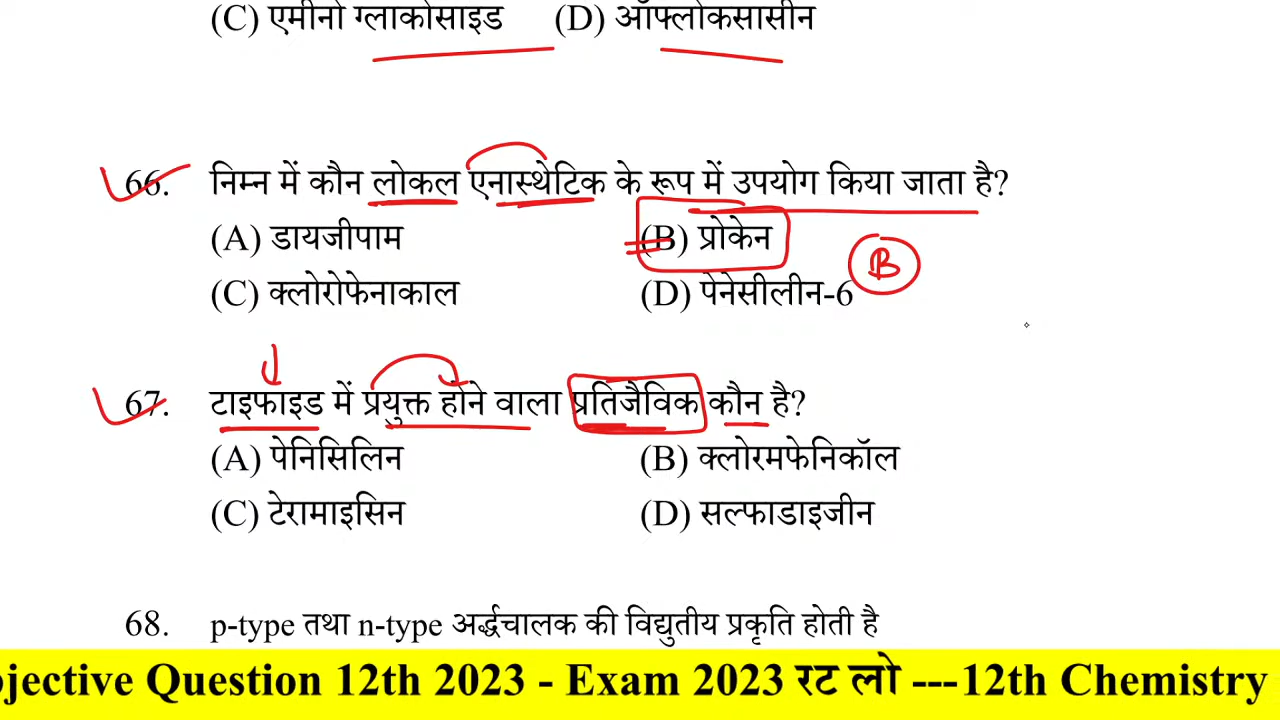 (C) एमीनो ग्लाकोसाइड (D) ऑफ्लोकसासीन
66. निम्न में कौन लोकल एनास्थेटिक के रूप में उपयोग किया जाता है?
(A) डायजीपाम (B) प्रोकेन
B
(C) क्लोरोफेनाकाल (D) पेनेसीलीन-6
67. टाइफाइड में प्रयुक्त होने वाला प्रतिजैविक कौन है?
(A) पेनिसिलिन (B) क्लोरमफेनिकॉल
(C) टेरामाइसिन (D) सल्फाडाइजीन
68. p-type तथा n-type अर्द्धचालक की विद्युतीय प्रकृति होती है
jective Question 12th 2023 - Exam 2023 रट लो ---12th Chemistry